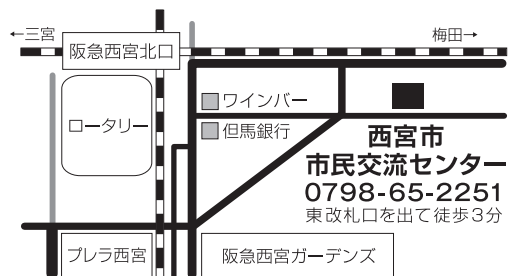 ←三宮
梅田→
阪急西宮北口
ワインバー
ロータリー
但馬銀行
西宮市
市民交流センター
0798-65-2251
東改札口を出て徒歩3分
プレラ西宮
阪急西宮ガーデンズ